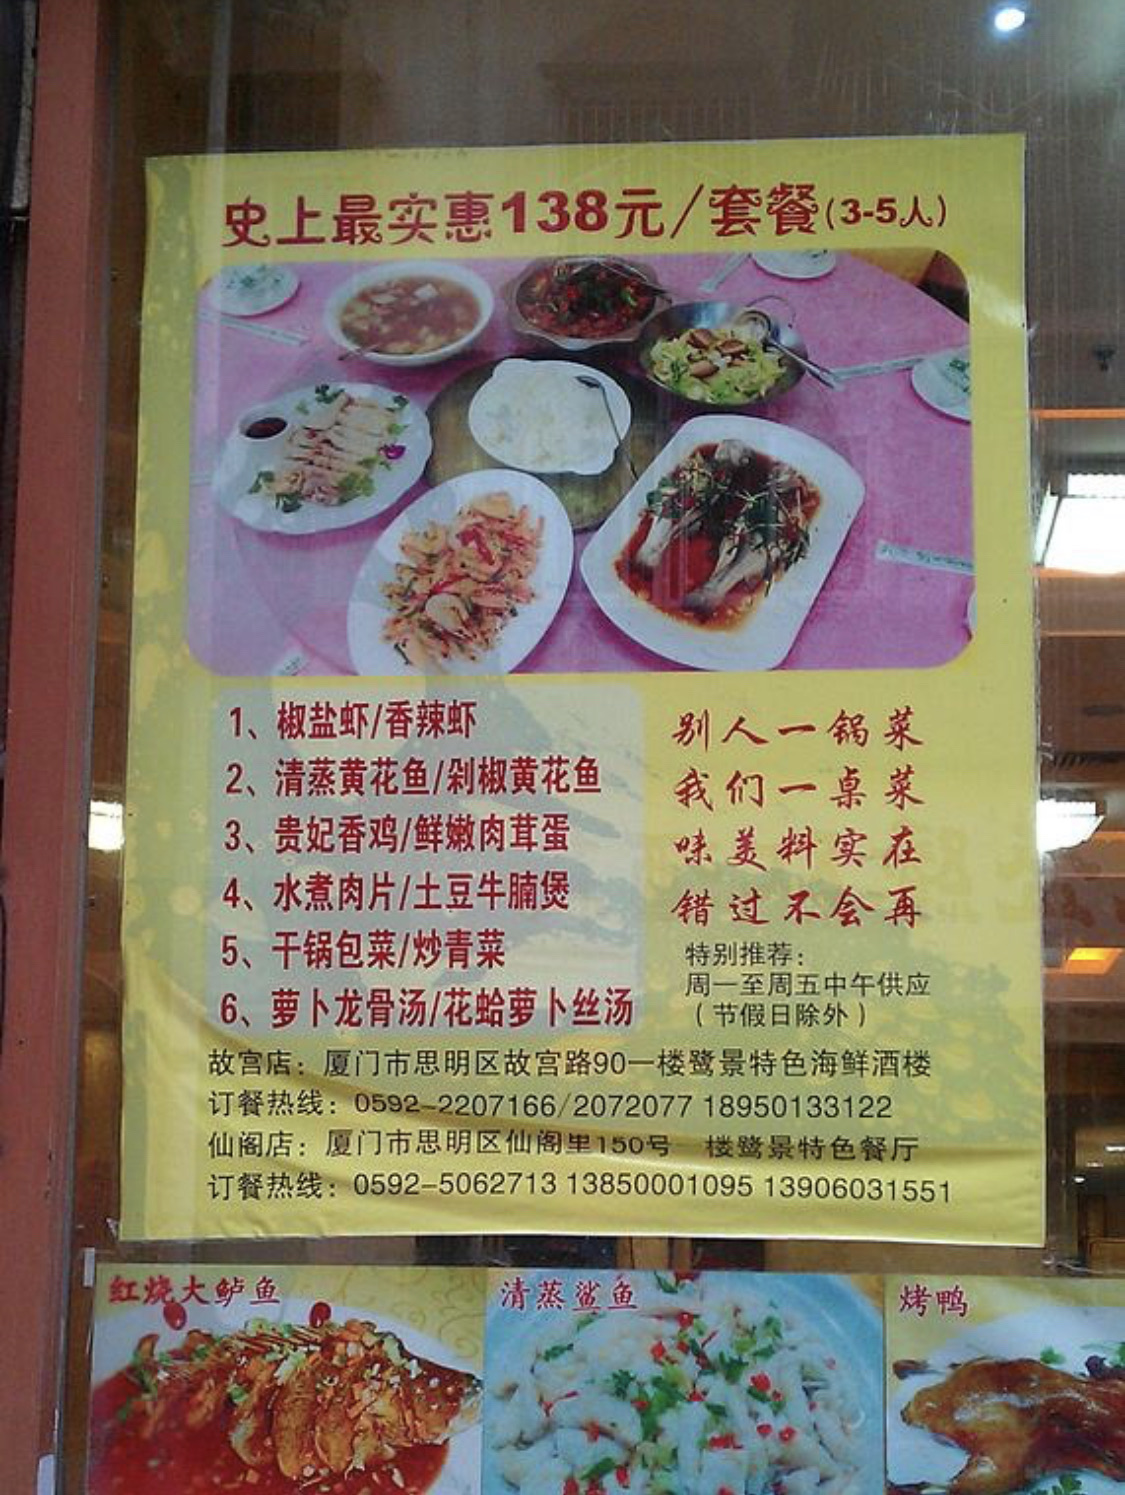 史上最实惠138元/套餐(3-5人)
1、椒盐虾/香辣虾
2、清蒸黄花鱼/剁椒黄花鱼
3、贵妃香鸡/鲜嫩肉茸蛋
4、水煮肉片/土豆牛腩煲
5、干锅包菜/炒青菜
6、萝卜龙骨汤/花蛤萝卜丝汤
别人一锅菜
我们一桌菜
味美料实在
错过不会再
特别推荐：
周一至周五中午供应
（节假日除外）
故宫店：厦门市思明区故宫路90一楼鹭景特色海鲜酒楼
订餐热线：0592-2207166/2072077 18950133122
仙阁店：厦门市思明区仙阁里150号 楼鹭景特色餐厅
订餐热线：0592-5062713 13850001095 13906031551
红烧大鲈鱼
清蒸鲨鱼
烤鸭